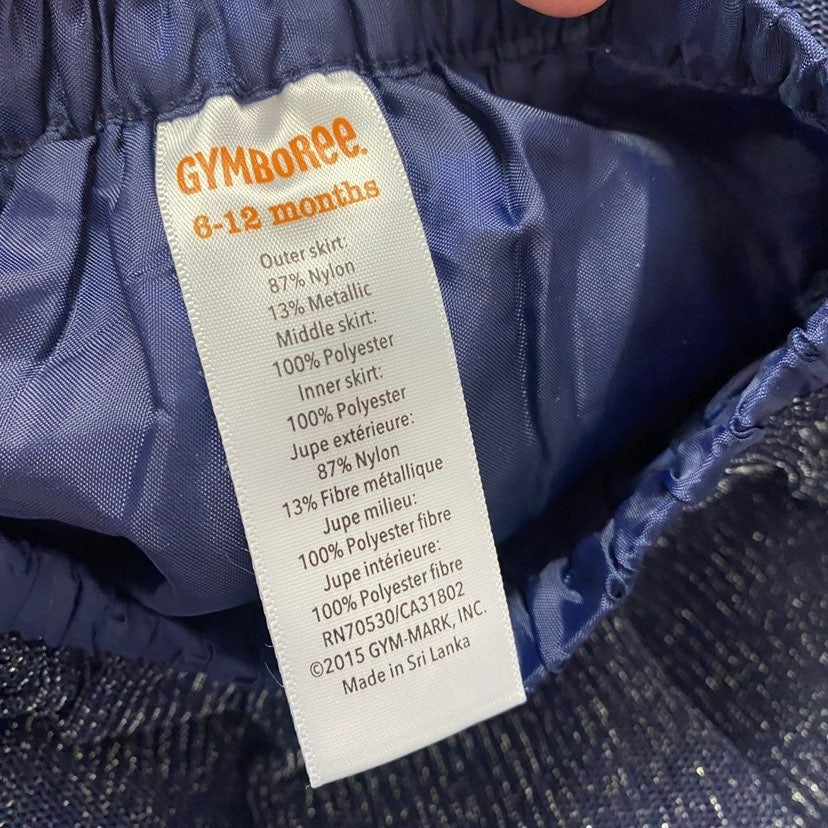 GYMBOREE.
6-12 months
Outer skirt:
87% Nylon
13% Metallic
Middle skirt:
100% Polyester
Inner skirt:
100% Polyester
Jupe extérieure:
87% Nylon
13% Fibre métallique
Jupe milieu:
100% Polyester fibre
Jupe intérieure:
100% Polyester fibre
RN70530/CA31802
©2015 GYM-MARK, INC.
Made in Sri Lanka